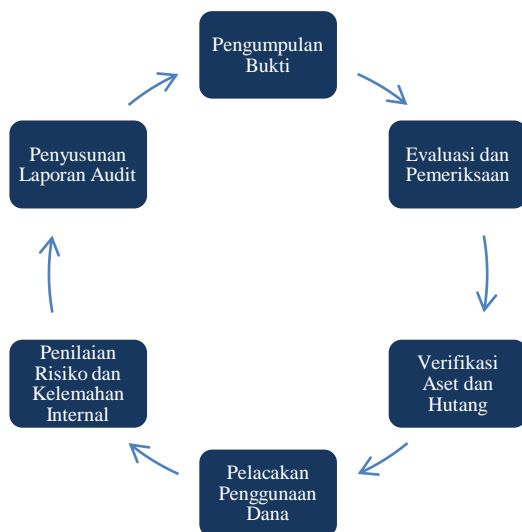 Pengumpulan
Bukti
Evaluasi dan
Pemeriksaan
Verifikasi
Aset dan
Hutang
Pelacakan
Penggunaan
Dana
Penilaian
Risiko dan
Kelemahan
Internal
Penyusunan
Laporan Audit